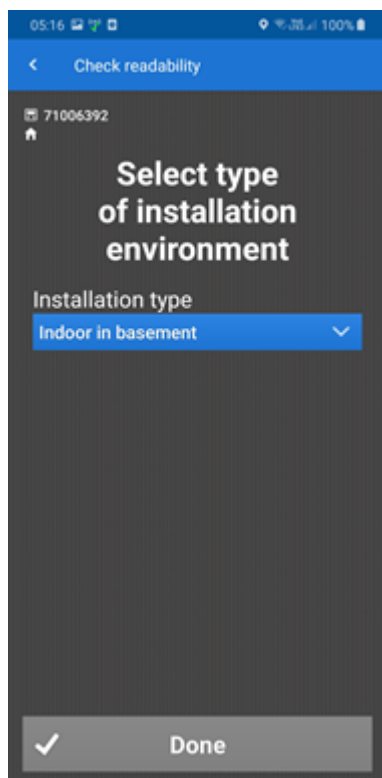 05:16 100%
Check readability
71006392
Select type
of installation
environment
Installation type
Indoor in basement
Done